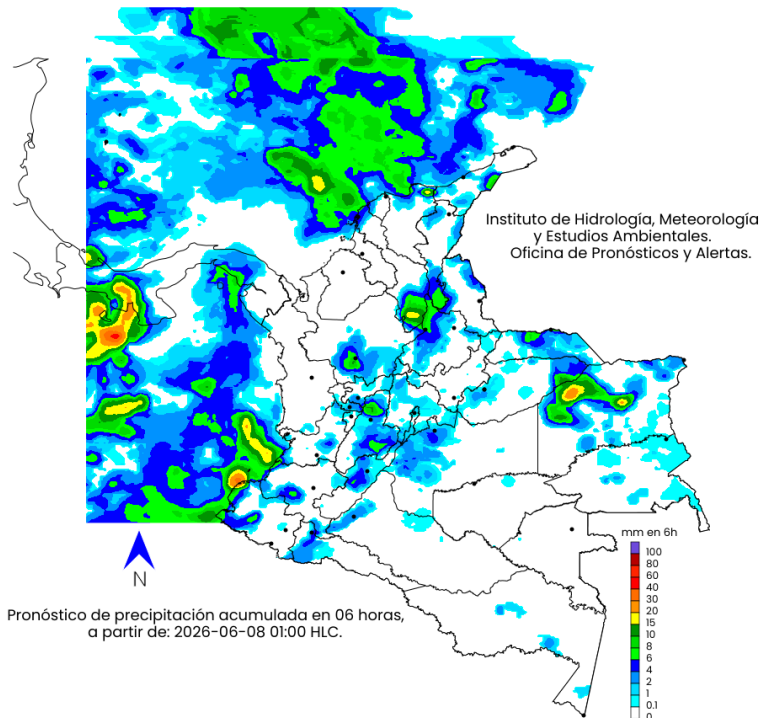 Instituto de Hidrología, Meteorología
y Estudios Ambientales.
Oficina de Pronósticos y Alertas.
mm en 6h
100
80
60
40
30
20
15
10
8
6
4
2
1
0.1
0
N
Pronóstico de precipitación acumulada en 06 horas,
a partir de: 2026-06-08 01:00 HLC.